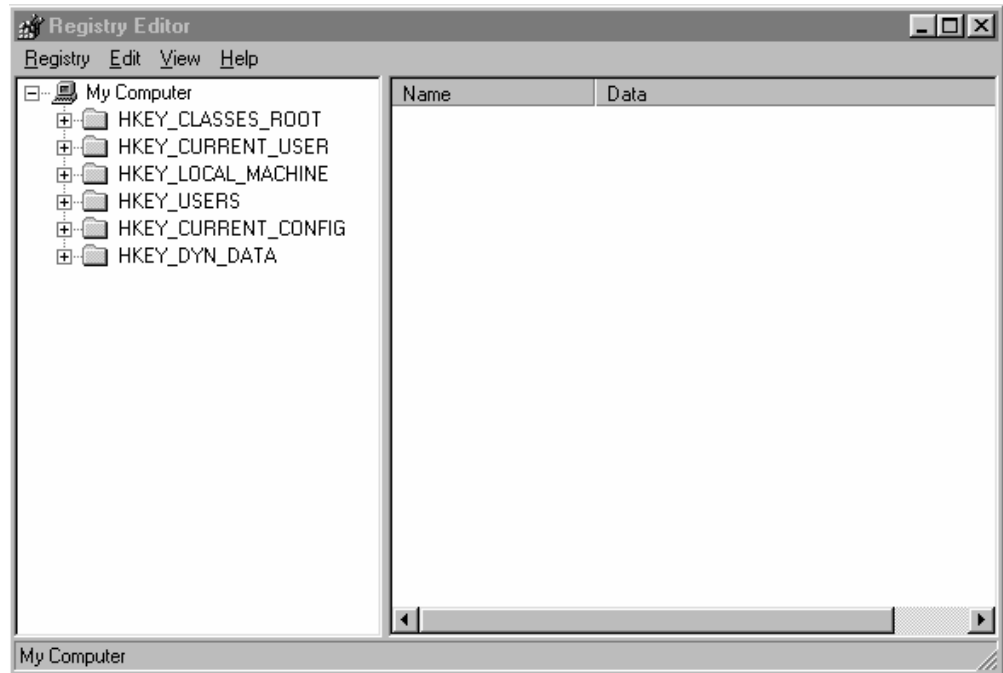 Registry Editor
Registry Edit View Help
My Computer
HKEY_CLASSES_ROOT
HKEY_CURRENT_USER
HKEY_LOCAL_MACHINE
HKEY_USERS
HKEY_CURRENT_CONFIG
HKEY_DYN_DATA
Name Data
My Computer